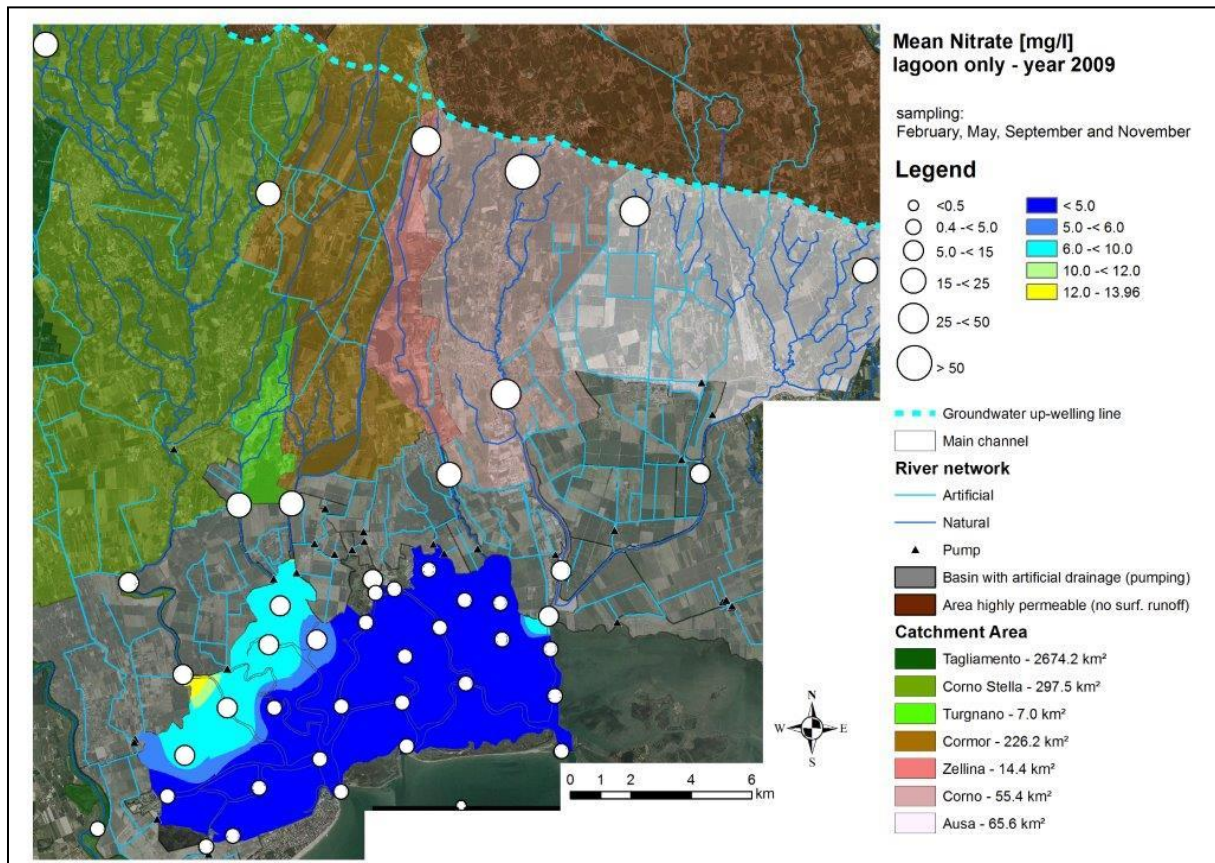 Mean Nitrate [mg/l]
lagoon only - year 2009
sampling:
February, May, September and November
Legend
<0.5
0.4 -< 5.0
5.0 -< 15
15 -< 25
25 -< 50
> 50
< 5.0
5.0 -< 6.0
6.0 -< 10.0
10.0 -< 12.0
12.0 - 13.96
Groundwater up-welling line
Main channel
River network
Artificial
Natural
Pump
Basin with artificial drainage (pumping)
Area highly permeable (no surf. runoff)
Catchment Area
Tagliamento - 2674.2 km²
Corno Stella - 297.5 km²
Turgnano - 7.0 km²
Cormor - 226.2 km²
Zellina - 14.4 km²
Corno - 55.4 km²
Ausa - 65.6 km²
N
W E
S
0 1 2 4 6
km